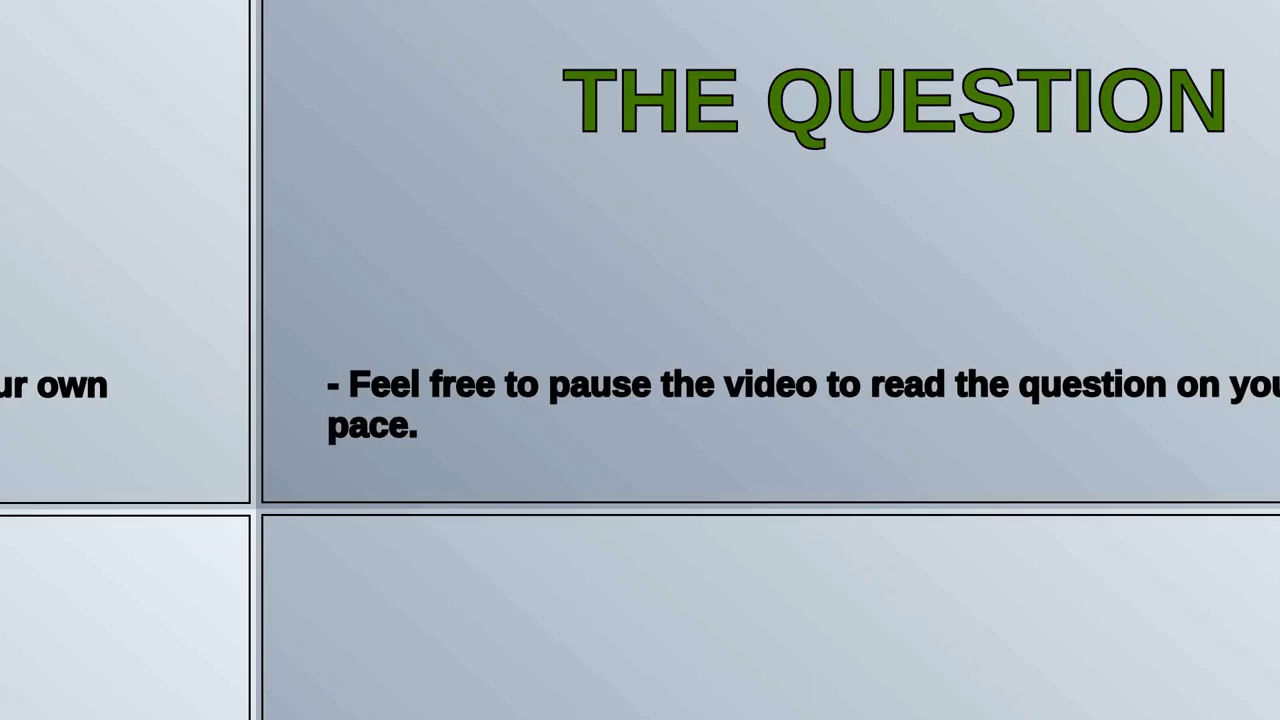 THE QUESTION
ur own
- Feel free to pause the video to read the question on you
pace.